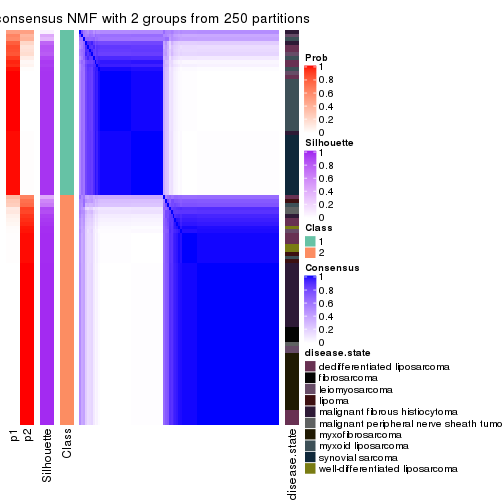 consensus NMF with 2 groups from 250 partitions
Prob
1
0.8
0.6
0.4
0.2
0
Silhouette
1
0.8
0.6
0.4
0.2
0
Class
1
2
Consensus
1
0.8
0.6
0.4
0.2
0
disease.state
dedifferentiated liposarcoma
fibrosarcoma
leiomyosarcoma
lipoma
malignant fibrous histiocytoma
malignant peripheral nerve sheath tumo
myxofibrosarcoma
myxoid liposarcoma
synovial sarcoma
well-differentiated liposarcoma
p1
p2
Silhouette
Class
disease.state